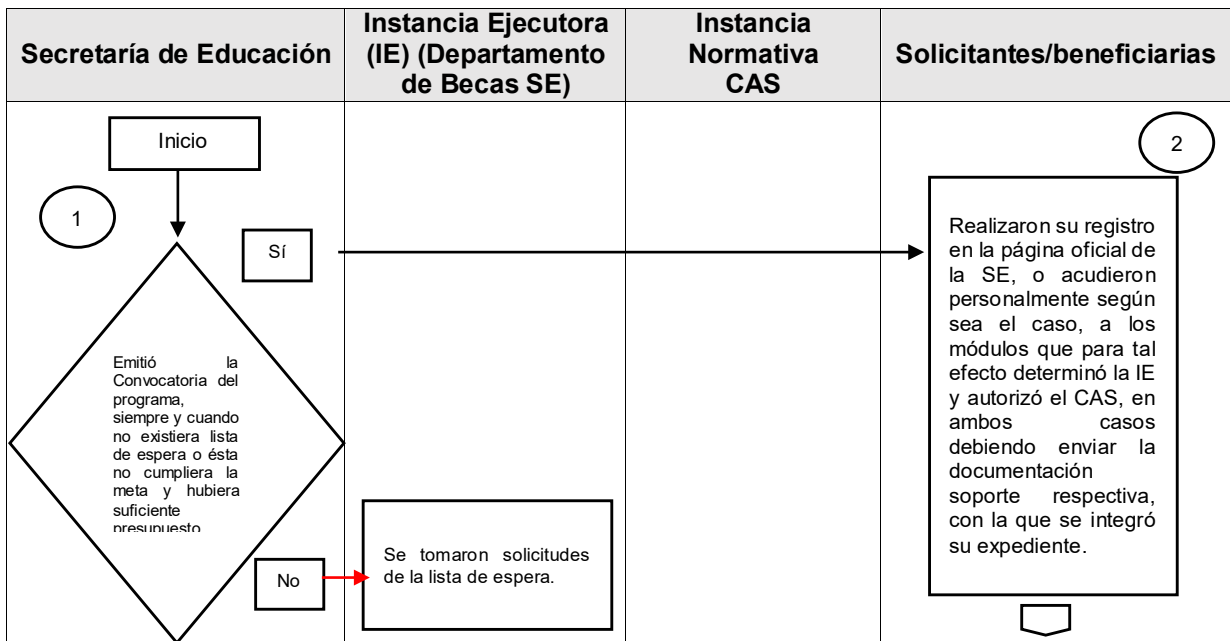 Secretaría de Educación
Instancia Ejecutora
(IE) (Departamento
de Becas SE)
Instancia
Normativa
CAS
Solicitantes/beneficiarias
Inicio
1
Sí
Emitió la
Convocatoria del
programa,
siempre y cuando
no existiera lista
de espera o ésta
no cumpliera la
meta y hubiera
suficiente
presupuesto
No
Se tomaron solicitudes
de la lista de espera.
2
Realizaron su registro
en la página oficial de
la SE, o acudieron
personalmente según
sea el caso, a los
módulos que para tal
efecto determinó la IE
y autorizó el CAS, en
ambos casos
debiendo enviar la
documentación
soporte respectiva,
con la que se integró
su expediente.